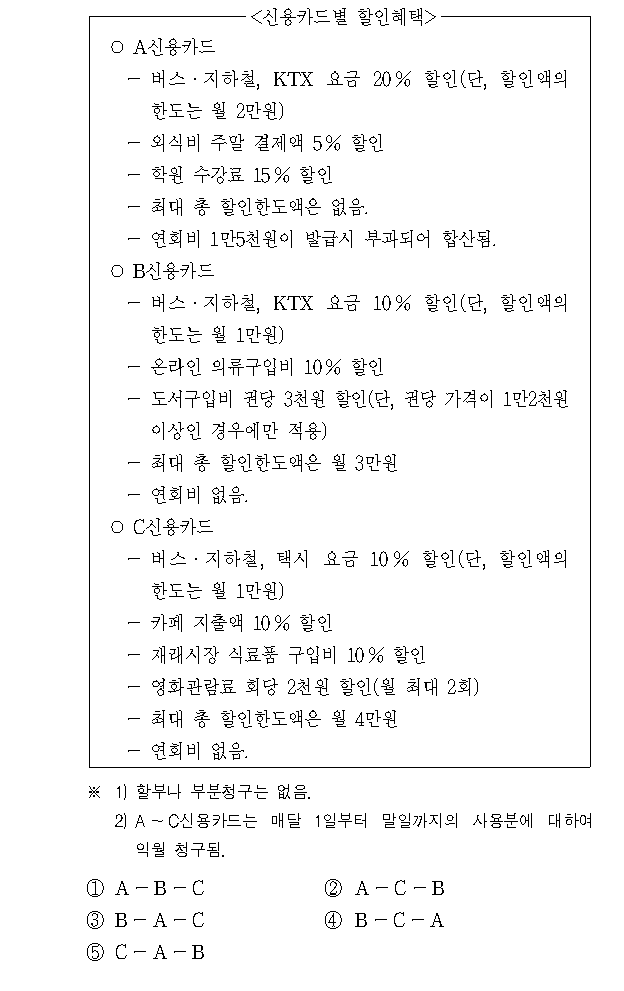 <신용카드별 할인혜택>
○ A신용카드
－ 버스·지하철, KTX 요금 20% 할인(단, 할인액의
한도는 월 2만원)
－ 외식비 주말 결제액 5% 할인
－ 학원 수강료 15% 할인
－ 최대 총 할인한도액은 없음.
－ 연회비 1만5천원이 발급시 부과되어 합산됨.
○ B신용카드
－ 버스·지하철, KTX 요금 10% 할인(단, 할인액의
한도는 월 1만원)
－ 온라인 의류구입비 10% 할인
－ 도서구입비 권당 3천원 할인(단, 권당 가격이 1만2천원
이상인 경우에만 적용)
－ 최대 총 할인한도액은 월 3만원
－ 연회비 없음.
○ C신용카드
－ 버스·지하철, 택시 요금 10% 할인(단, 할인액의
한도는 월 1만원)
－ 카페 지출액 10% 할인
－ 재래시장 식료품 구입비 10% 할인
－ 영화관람료 회당 2천원 할인(월 최대 2회)
－ 최대 총 할인한도액은 월 4만원
－ 연회비 없음.
※ 1) 할부나 부분청구는 없음.
2) A～C신용카드는 매달 1일부터 말일까지의 사용분에 대하여
익월 청구됨.
① A－B－C ② A－C－B
③ B－A－C ④ B－C－A
⑤ C－A－B